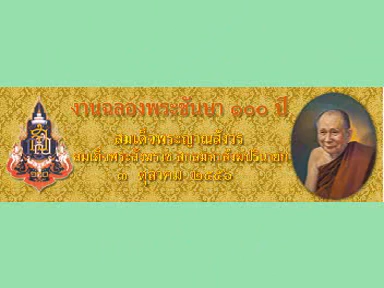 งานฉลองพระชันษา ๑๐๐ ปี
สมเด็จพระญาณสังวร
สมเด็จพระสังฆราช สกลมหาสังฆปริณายก
๓ ตุลาคม ๒๕๕๖